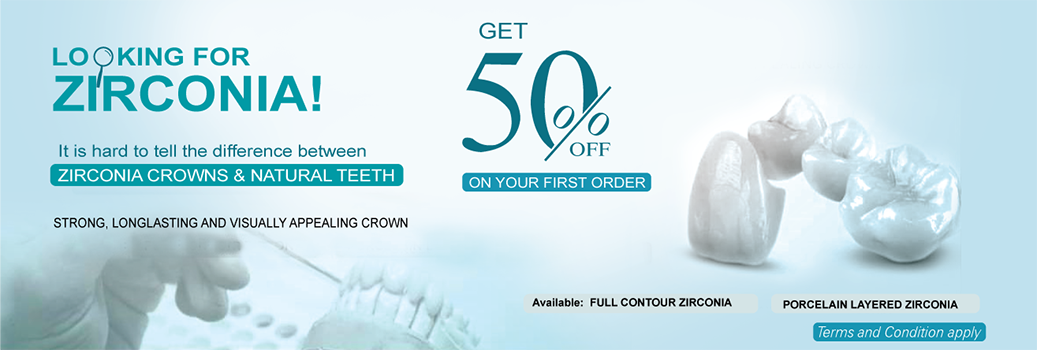 LOOKING FOR
ZIRCONIA!
It is hard to tell the difference between
ZIRCONIA CROWNS & NATURAL TEETH
STRONG, LONGLASTING AND VISUALLY APPEALING CROWN
GET
50%
OFF
ON YOUR FIRST ORDER
Available: FULL CONTOUR ZIRCONIA
PORCELAIN LAYERED ZIRCONIA
Terms and Condition apply